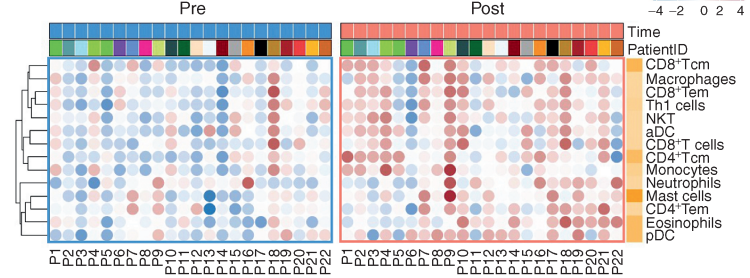 Pre Post −4 −2 0 2 4
Time
PatientID
CD8+Tcm
Macrophages
CD8+Tem
Th1 cells
NKT
aDC
CD8+T cells
CD4+Tcm
Monocytes
Neutrophils
Mast cells
CD4+Tem
Eosinophils
pDC
P1 P2 P3 P4 P5 P6 P7 P8 P9 P10 P11 P12 P13 P14 P15 P16 P17 P18 P19 P20 P21 P22 P1 P2 P3 P4 P5 P6 P7 P8 P9 P10 P11 P12 P13 P14 P15 P16 P17 P18 P19 P20 P21 P22